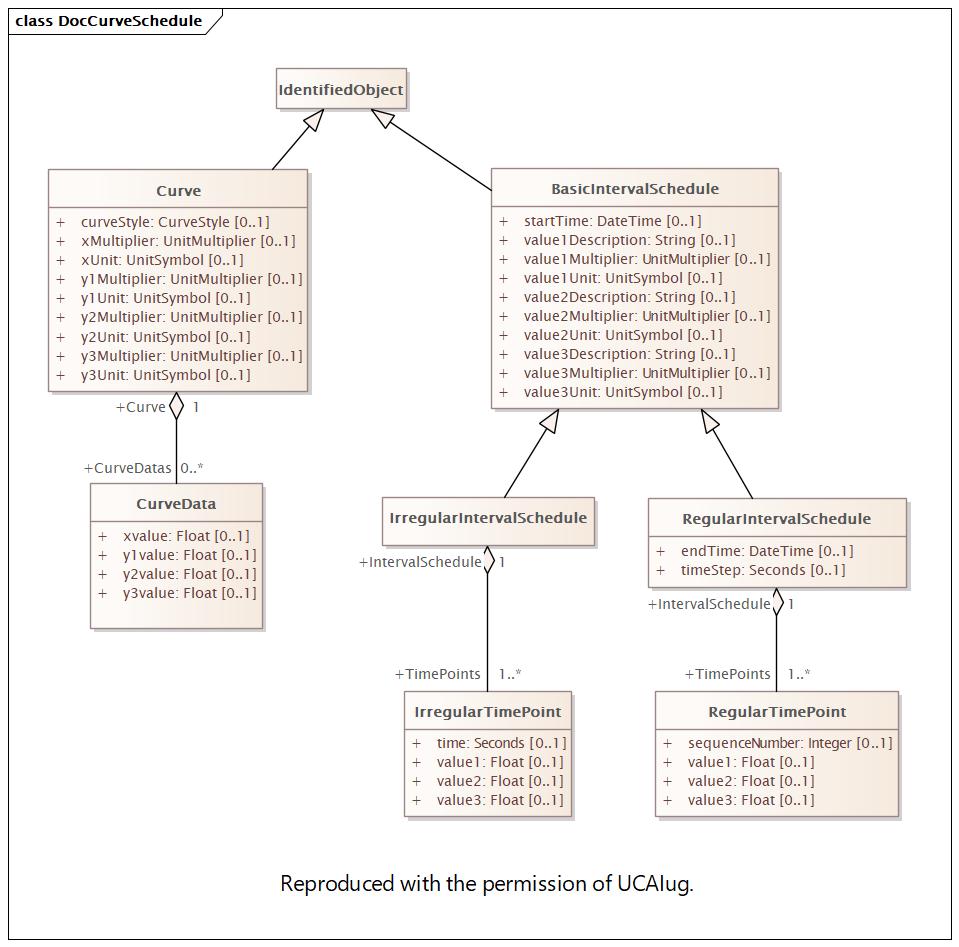 class DocCurveSchedule
IdentifiedObject
Curve
+ curveStyle: CurveStyle [0..1]
+ xMultiplier: UnitMultiplier [0..1]
+ xUnit: UnitSymbol [0..1]
+ y1Multiplier: UnitMultiplier [0..1]
+ y1Unit: UnitSymbol [0..1]
+ y2Multiplier: UnitMultiplier [0..1]
+ y2Unit: UnitSymbol [0..1]
+ y3Multiplier: UnitMultiplier [0..1]
+ y3Unit: UnitSymbol [0..1]
BasicIntervalSchedule
+ startTime: DateTime [0..1]
+ value1Description: String [0..1]
+ value1Multiplier: UnitMultiplier [0..1]
+ value1Unit: UnitSymbol [0..1]
+ value2Description: String [0..1]
+ value2Multiplier: UnitMultiplier [0..1]
+ value2Unit: UnitSymbol [0..1]
+ value3Description: String [0..1]
+ value3Multiplier: UnitMultiplier [0..1]
+ value3Unit: UnitSymbol [0..1]
+Curve 1
+CurveDatas 0..*
CurveData
+ xvalue: Float [0..1]
+ y1value: Float [0..1]
+ y2value: Float [0..1]
+ y3value: Float [0..1]
IrregularIntervalSchedule
+IntervalSchedule 1
+TimePoints 1..*
IrregularTimePoint
+ time: Seconds [0..1]
+ value1: Float [0..1]
+ value2: Float [0..1]
+ value3: Float [0..1]
RegularIntervalSchedule
+ endTime: DateTime [0..1]
+ timeStep: Seconds [0..1]
+IntervalSchedule 1
+TimePoints 1..*
RegularTimePoint
+ sequenceNumber: Integer [0..1]
+ value1: Float [0..1]
+ value2: Float [0..1]
+ value3: Float [0..1]
Reproduced with the permission of UCAIug.